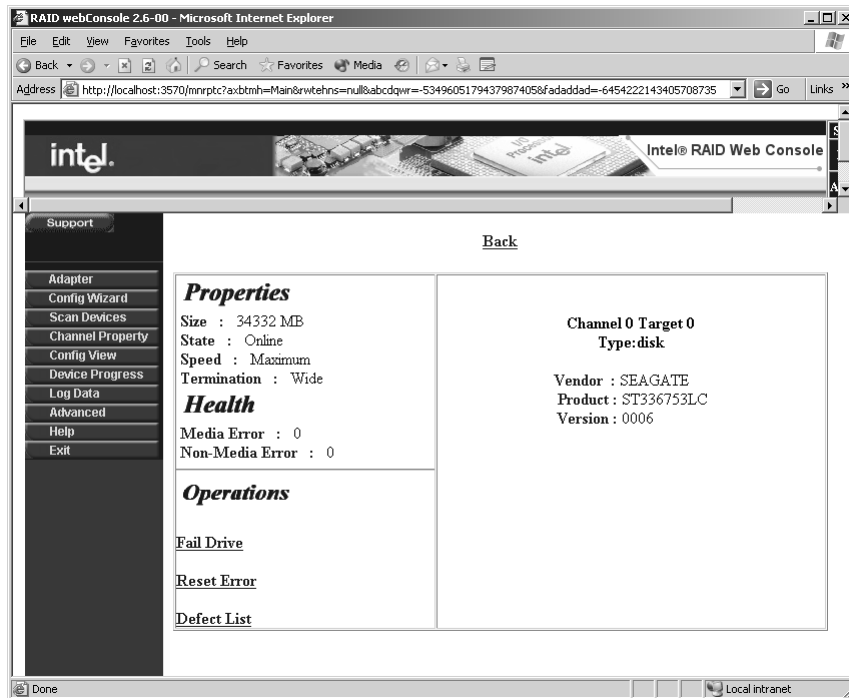 RAID webConsole 2.6-00 - Microsoft Internet Explorer
File Edit View Favorites Tools Help
Back Search Favorites Media
Address http://localhost:3570/mnrptc?axbtmh=Main&rwtehns=null&abcdqwr=-5349605179437987405&fadaddad=-6454222143405708735 Go Links »
intel. I/O Processor intel Intel® RAID Web Console
Support
Back
Adapter
Config Wizard
Scan Devices
Channel Property
Config View
Device Progress
Log Data
Advanced
Help
Exit
Properties
Size : 34332 MB
State : Online
Speed : Maximum
Termination : Wide
Health
Media Error : 0
Non-Media Error : 0
Operations
Fail Drive
Reset Error
Defect List
Channel 0 Target 0
Type:disk
Vendor : SEAGATE
Product : ST336753LC
Version : 0006
Done Local intranet